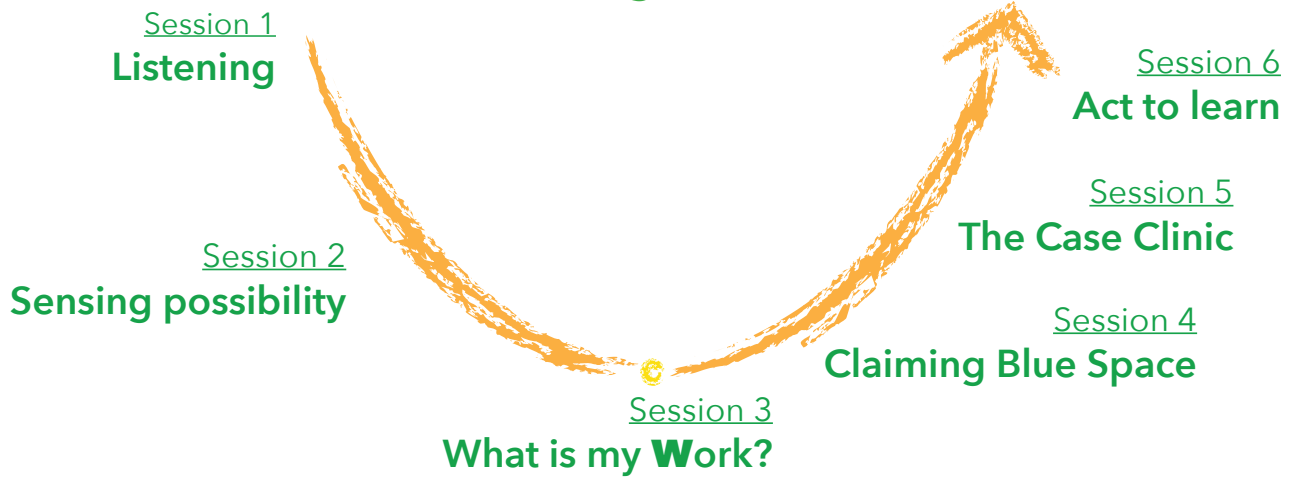 Session 1
Listening
Session 2
Sensing possibility
Session 3
What is my Work?
Session 4
Claiming Blue Space
Session 5
The Case Clinic
Session 6
Act to learn